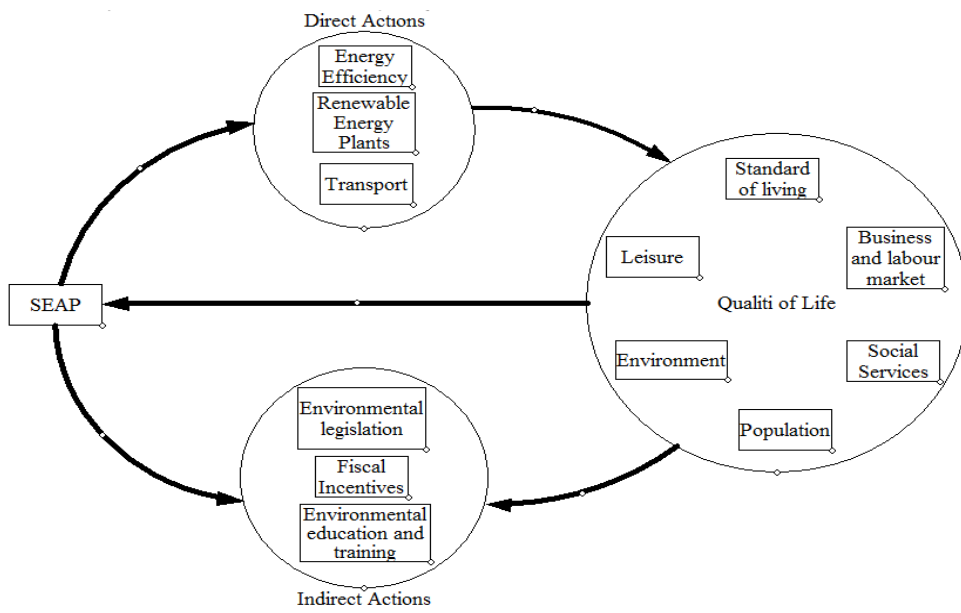 Direct Actions
Energy
Efficiency
Renewable
Energy
Plants
Transport
SEAP
Standard
of living
Leisure
Business
and labour
market
Qualiti of Life
Environment
Social
Services
Population
Environmental
legislation
Fiscal
Incentives
Environmental
education and
training
Indirect Actions